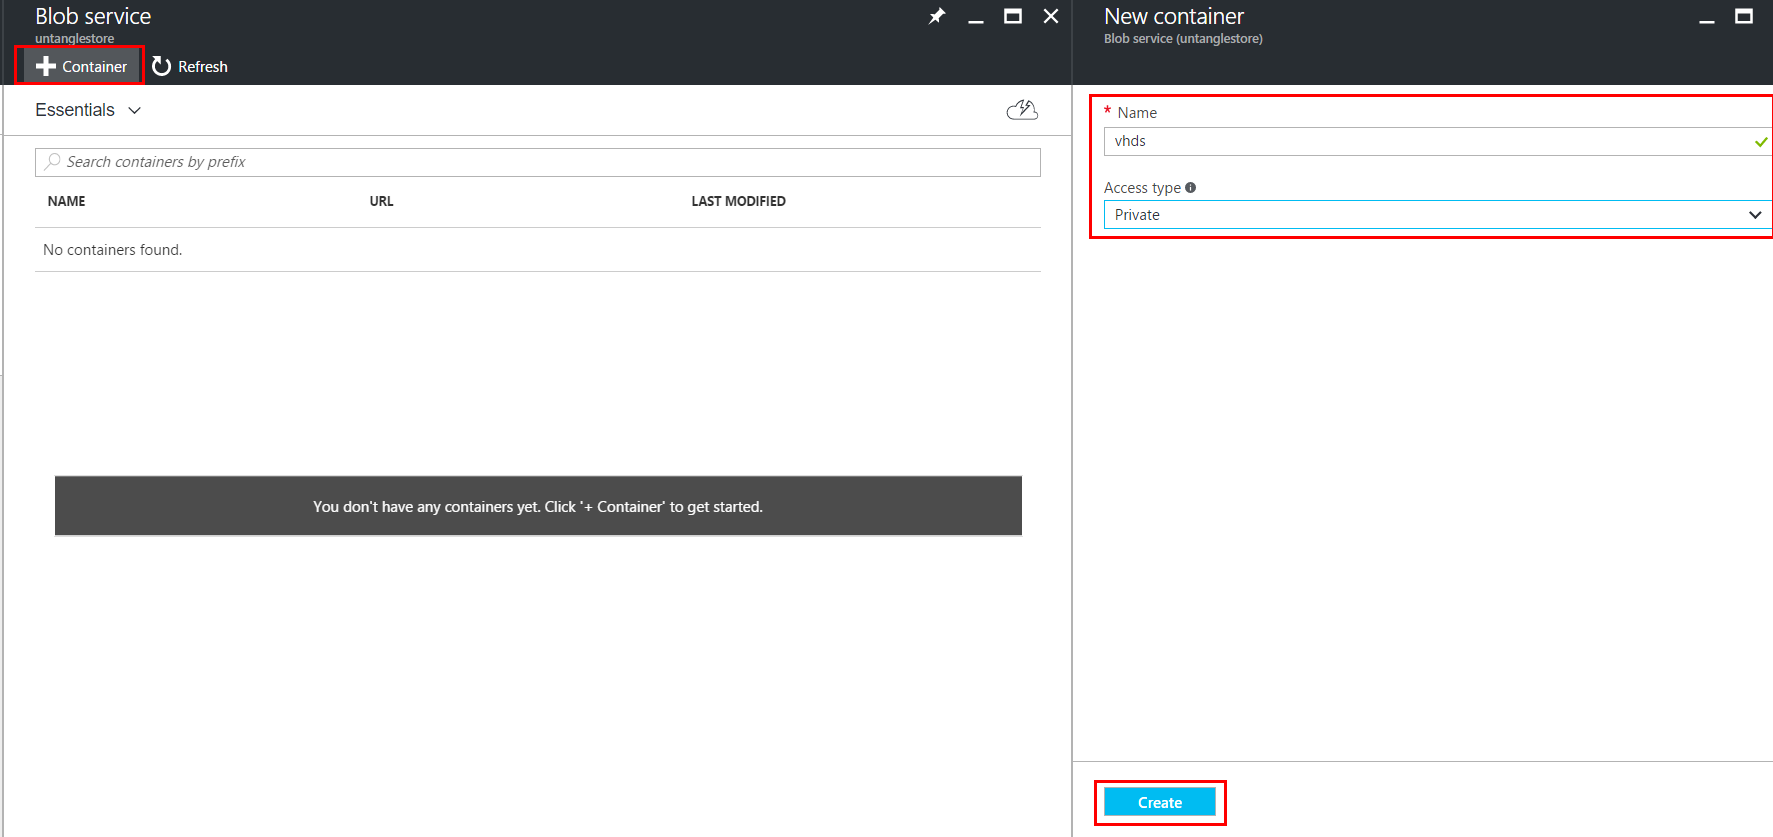 Blob service
untanglestore
Container Refresh
Essentials
Search containers by prefix
NAME URL LAST MODIFIED
No containers found.
You don't have any containers yet. Click '+ Container' to get started.
New container
Blob service (untanglestore)
* Name
vhds
Access type
Private
Create